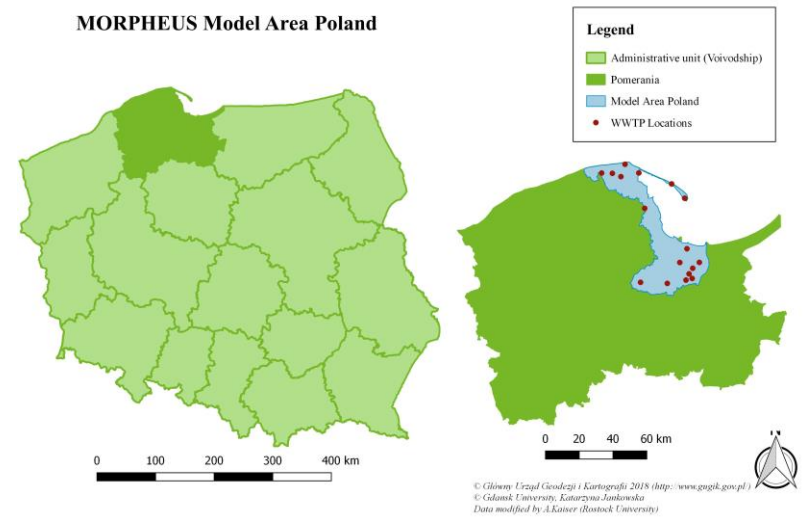 MORPHEUS Model Area Poland
Legend
Administrative unit (Voivodship)
Pomerania
Model Area Poland
WWTP Locations
0 100 200 300 400 km
0 20 40 60 km
N
© Główny Urząd Geodezji i Kartografii 2018 (http://www.gugik.gov.pl/)
© Gdansk University, Katarzyna Jankowska
Data modified by A.Kaiser (Rostock University)